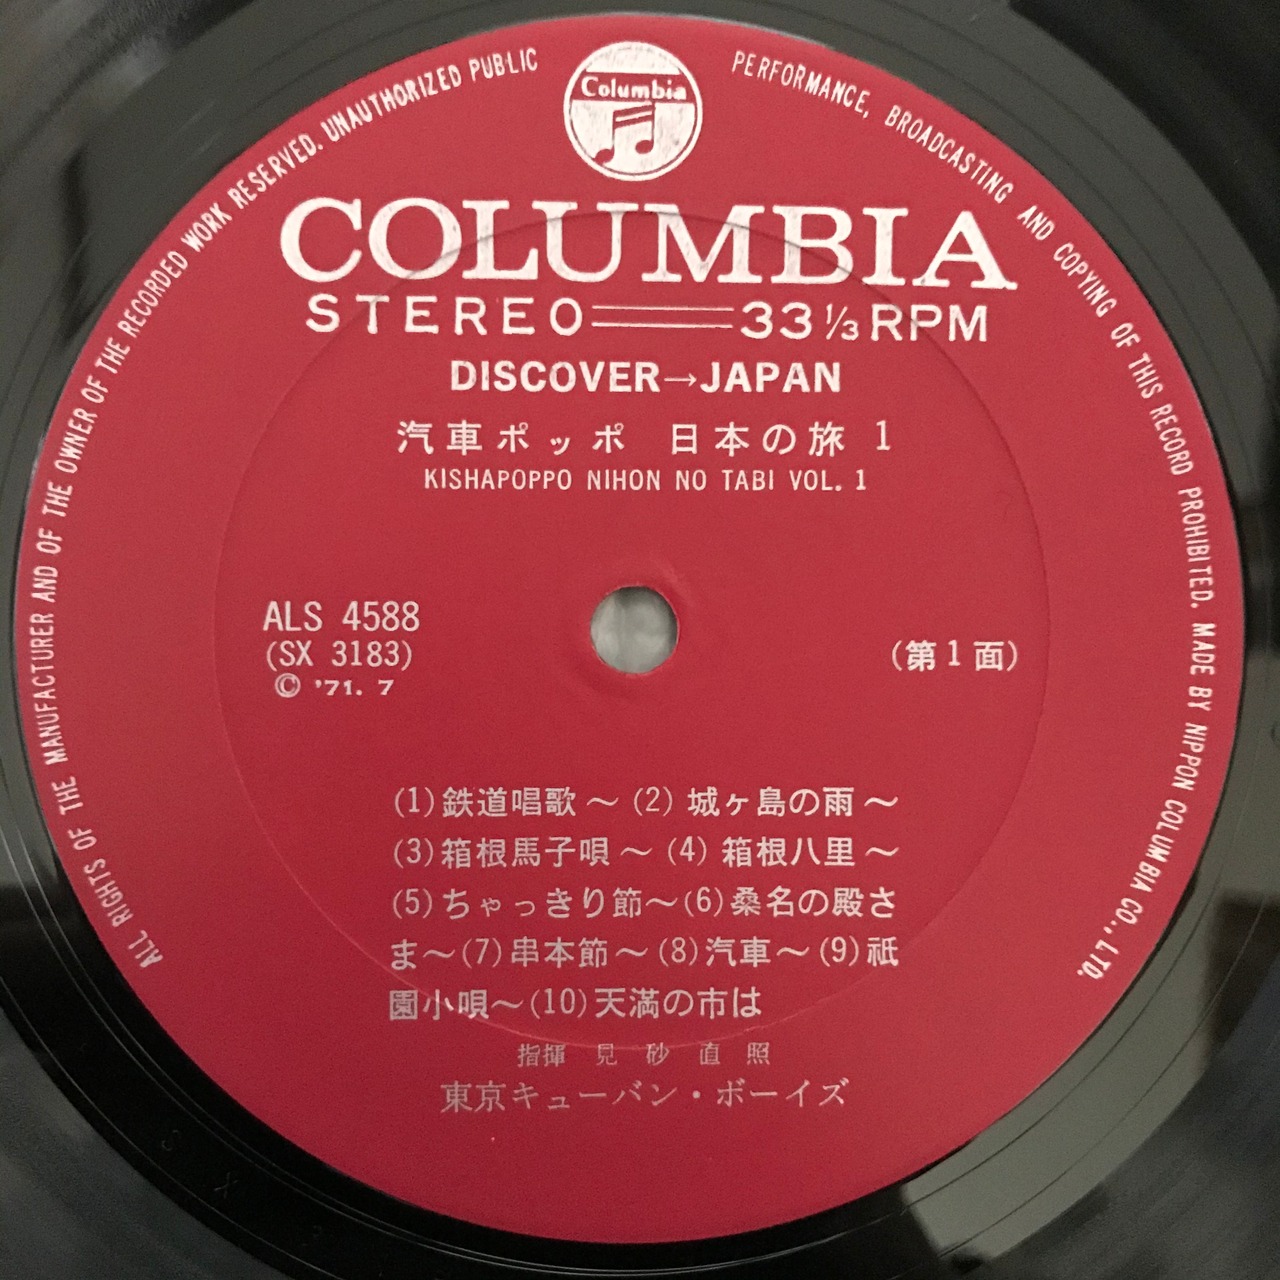 ALL RIGHTS OF THE MANUFACTURER AND OF THE OWNER OF THE RECORDED WORK RESERVED. UNAUTHORIZED PUBLIC PERFORMANCE, BROADCASTING AND COPYING OF THIS RECORD PROHIBITED. MADE BY NIPPON COLUMBIA CO., LTD.
Columbia
COLUMBIA
STEREO 33 1/3 RPM
DISCOVER→JAPAN
汽車ポッポ 日本の旅 1
KISHAPOPPO NIHON NO TABI VOL. 1
ALS 4588
(SX 3183)
© '71. 7
(第1面)
(1)鉄道唱歌～(2) 城ヶ島の雨～
(3)箱根馬子唄～(4) 箱根八里～
(5)ちゃっきり節～(6)桑名の殿さ
ま～(7)串本節～(8)汽車～(9)祇
園小唄～(10)天満の市は
指揮 見砂直照
東京キューバン・ボーイズ